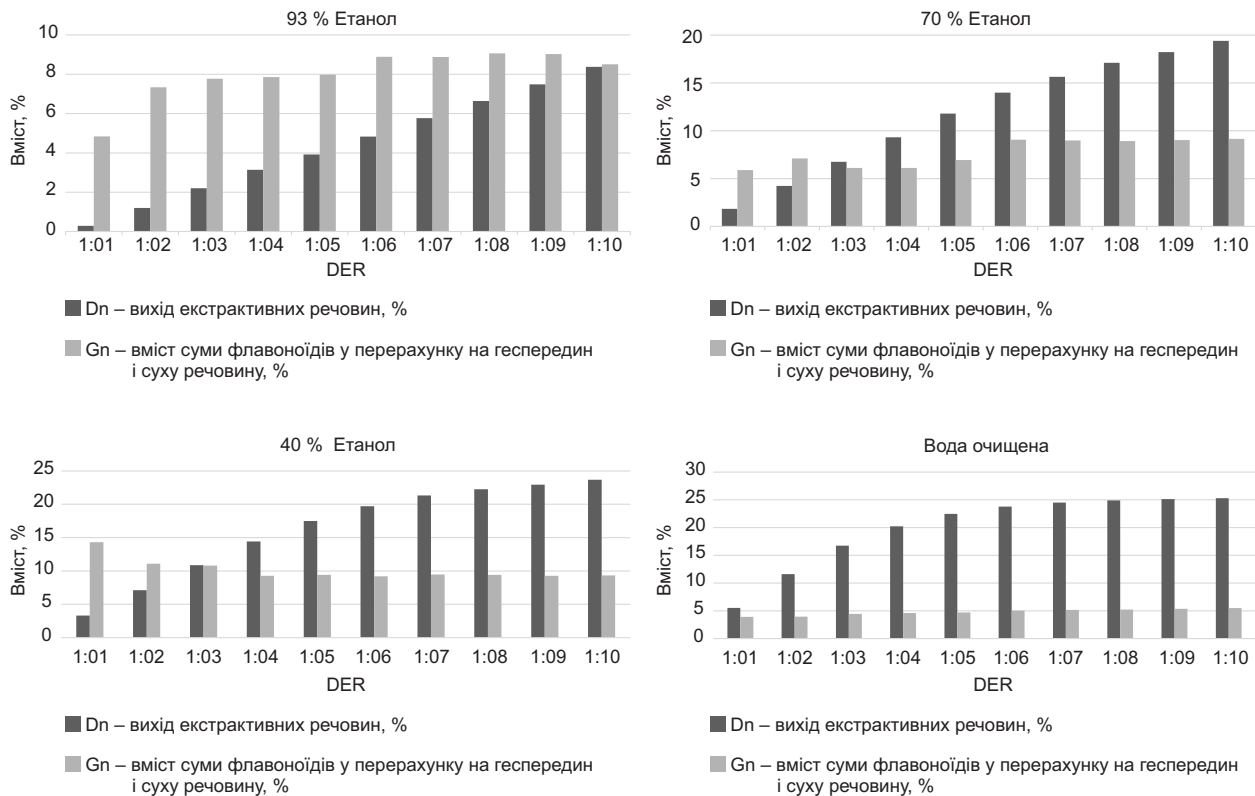 93 % Етанол
10
8
6
4
2
0
Вміст, %
1:01 1:02 1:03 1:04 1:05 1:06 1:07 1:08 1:09 1:10
DER
Dn – вихід екстрактивних речовин, %
Gn – вміст суми флавоноїдів у перерахунку на геспередин
і суху речовину, %
70 % Етанол
20
15
10
5
0
Вміст, %
1:01 1:02 1:03 1:04 1:05 1:06 1:07 1:08 1:09 1:10
DER
Dn – вихід екстрактивних речовин, %
Gn – вміст суми флавоноїдів у перерахунку на геспередин
і суху речовину, %
40 % Етанол
25
20
15
10
5
0
Вміст, %
1:01 1:02 1:03 1:04 1:05 1:06 1:07 1:08 1:09 1:10
DER
Dn – вихід екстрактивних речовин, %
Gn – вміст суми флавоноїдів у перерахунку на геспередин
і суху речовину, %
Вода очищена
30
25
20
15
10
5
0
Вміст, %
1:01 1:02 1:03 1:04 1:05 1:06 1:07 1:08 1:09 1:10
DER
Dn – вихід екстрактивних речовин, %
Gn – вміст суми флавоноїдів у перерахунку на геспередин
і суху речовину, %